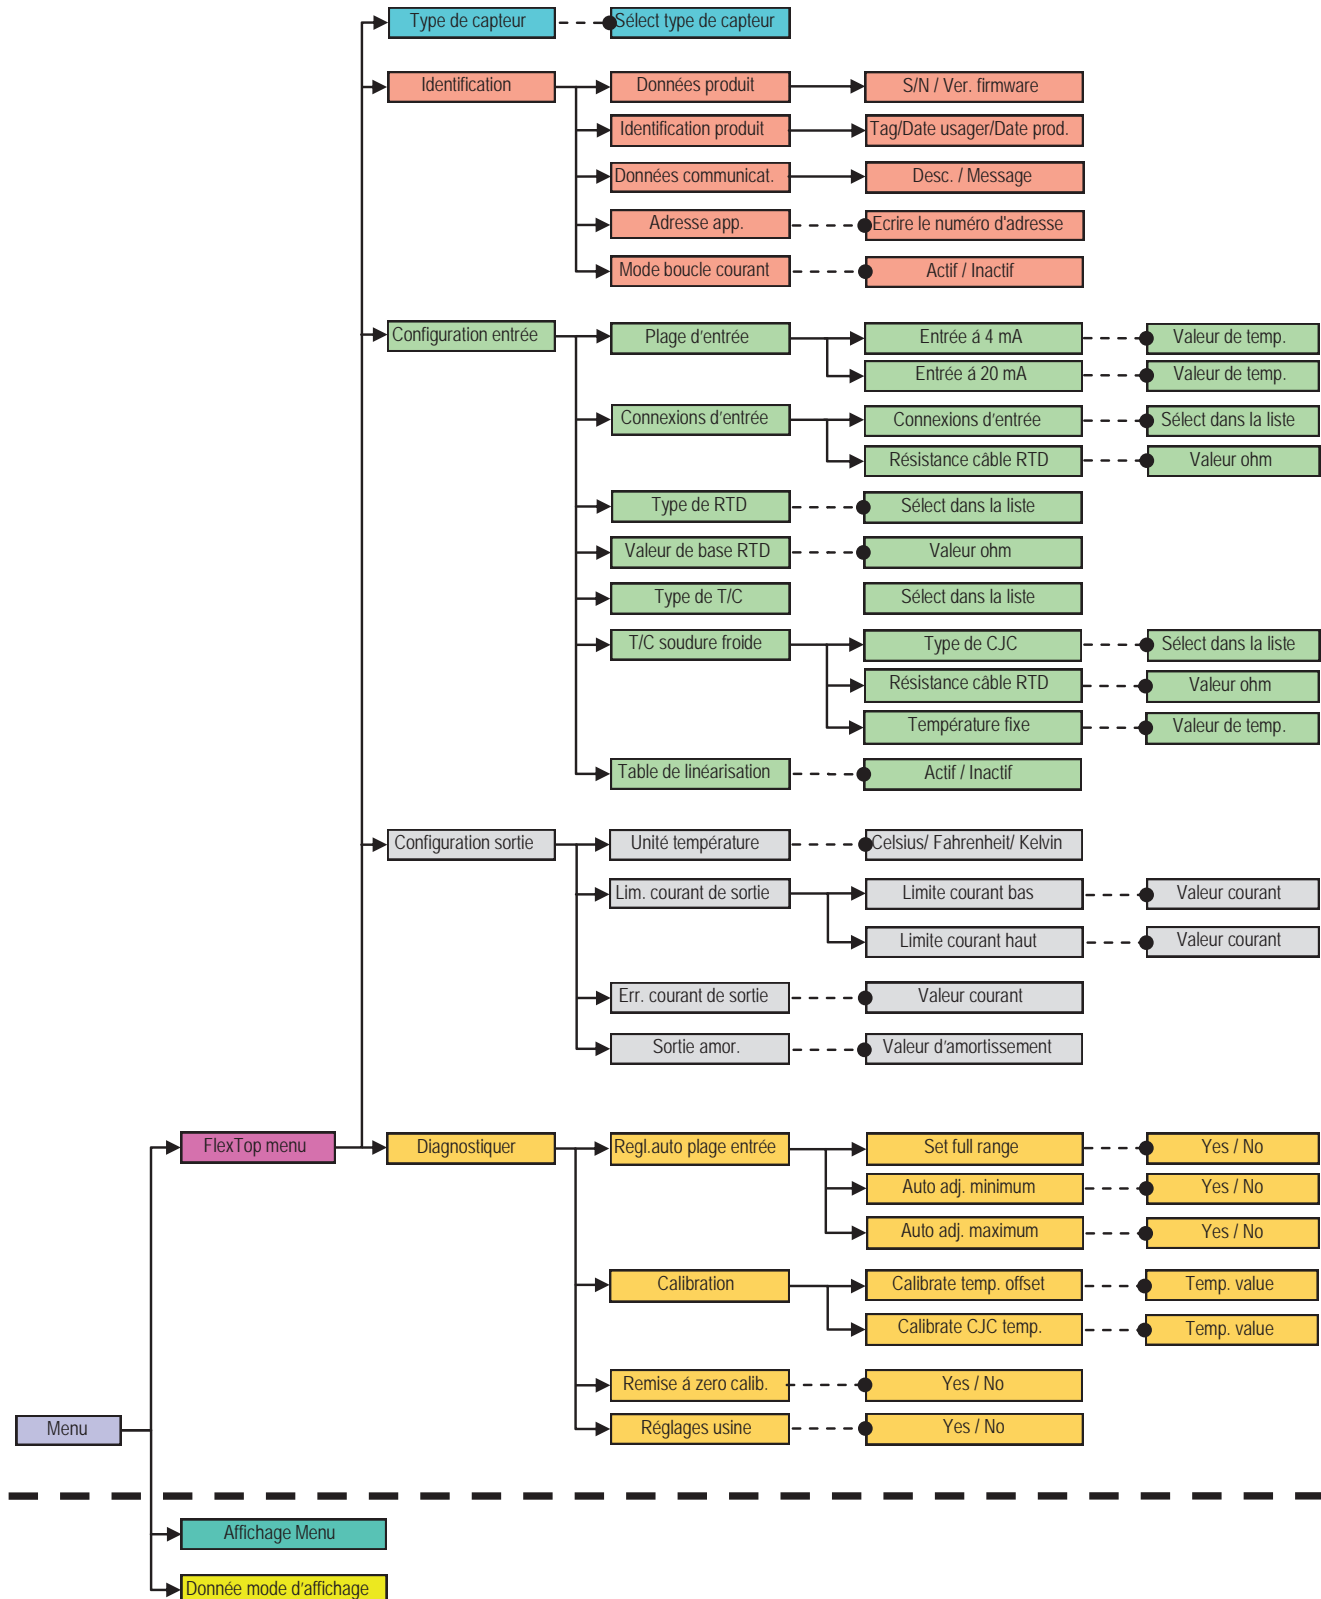 Type de capteur
Sélect type de capteur
Identification
Données produit
S/N / Ver. firmware
Identification produit
Tag/Date usager/Date prod.
Données communicat.
Desc. / Message
Adresse app.
Ecrire le numéro d'adresse
Mode boucle courant
Actif / Inactif
Configuration entrée
Plage d'entrée
Entrée á 4 mA
Valeur de temp.
Entrée á 20 mA
Valeur de temp.
Connexions d'entrée
Connexions d'entrée
Sélect dans la liste
Résistance câble RTD
Valeur ohm
Type de RTD
Sélect dans la liste
Valeur de base RTD
Valeur ohm
Type de T/C
Sélect dans la liste
T/C soudure froide
Type de CJC
Sélect dans la liste
Résistance câble RTD
Valeur ohm
Température fixe
Valeur de temp.
Table de linéarisation
Actif / Inactif
Configuration sortie
Unité température
Celsius/ Fahrenheit/ Kelvin
Lim. courant de sortie
Limite courant bas
Valeur courant
Limite courant haut
Valeur courant
Err. courant de sortie
Valeur courant
Sortie amor.
Valeur d'amortissement
FlexTop menu
Diagnostiquer
Regl.auto plage entrée
Set full range
Yes / No
Auto adj. minimum
Yes / No
Auto adj. maximum
Yes / No
Calibration
Calibrate temp. offset
Temp. value
Calibrate CJC temp.
Temp. value
Remise á zero calib.
Yes / No
Menu
Réglages usine
Yes / No
Affichage Menu
Donnée mode d'affichage